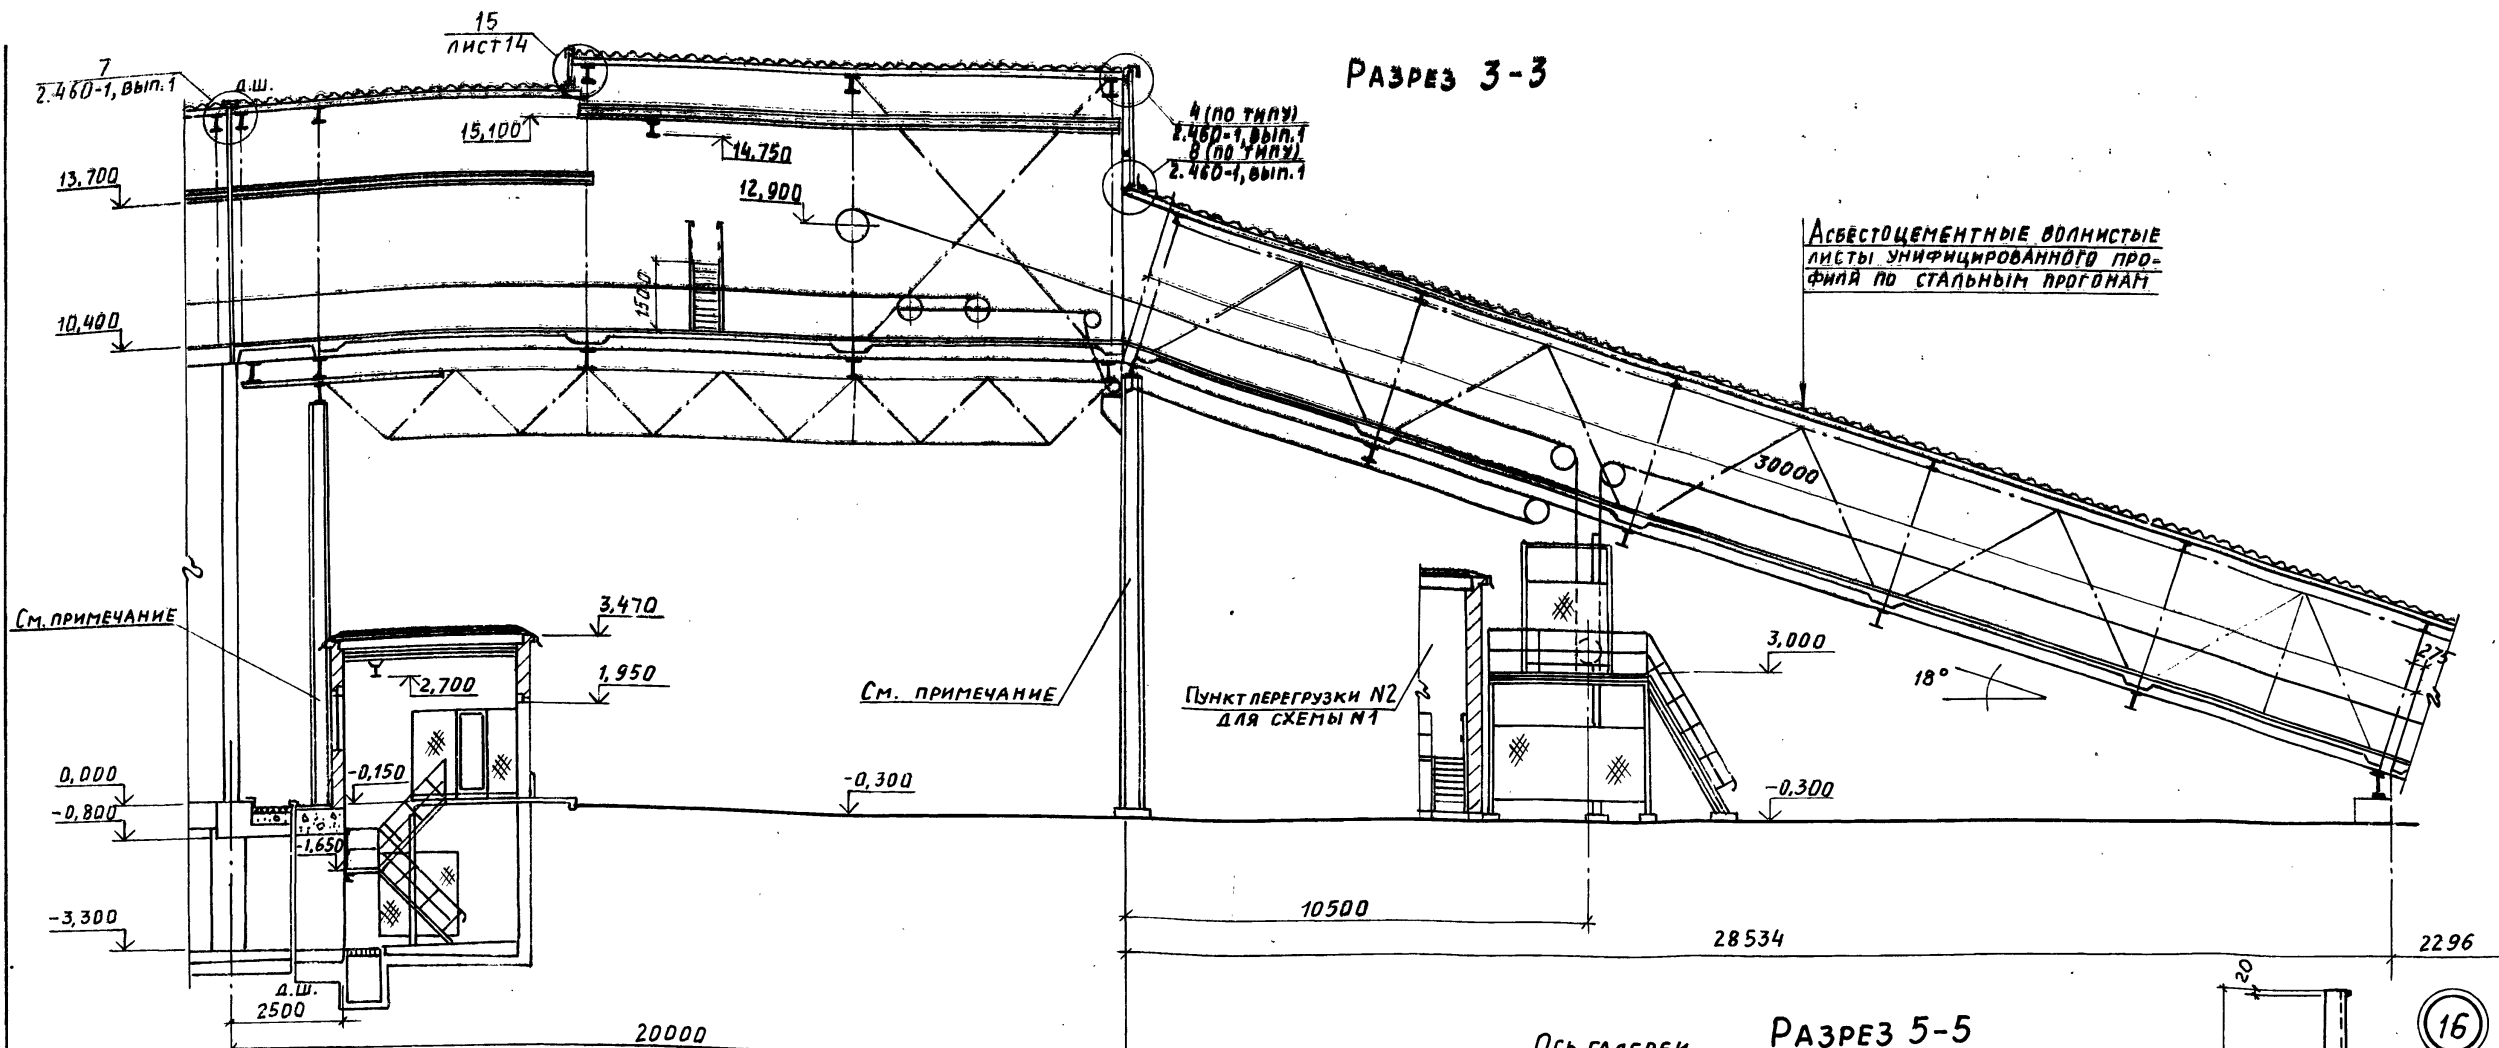 15
лист 14
7
2.460-1, вып.1
д.ш.
Разрез 3-3
4 (по типу)
2.460-1, вып.1
8 (по типу)
2.460-1, вып.1
15,100
14.750
13,700
12,900
Асбестоцементные волнистые
листы унифицированного про-
филя по стальным прогонам
1500
10,400
30000
См. примечание
3,470
2,700
1,950
См. примечание
Пункт перегрузки N2
для схемы N1
3,000
18°
275
0,000
-0,150
-0,300
-0,300
-0,800
-1,650
-3,300
10500
28534
2296
д.ш.
2500
20000
20
Разрез 5-5
16
Ось галереи